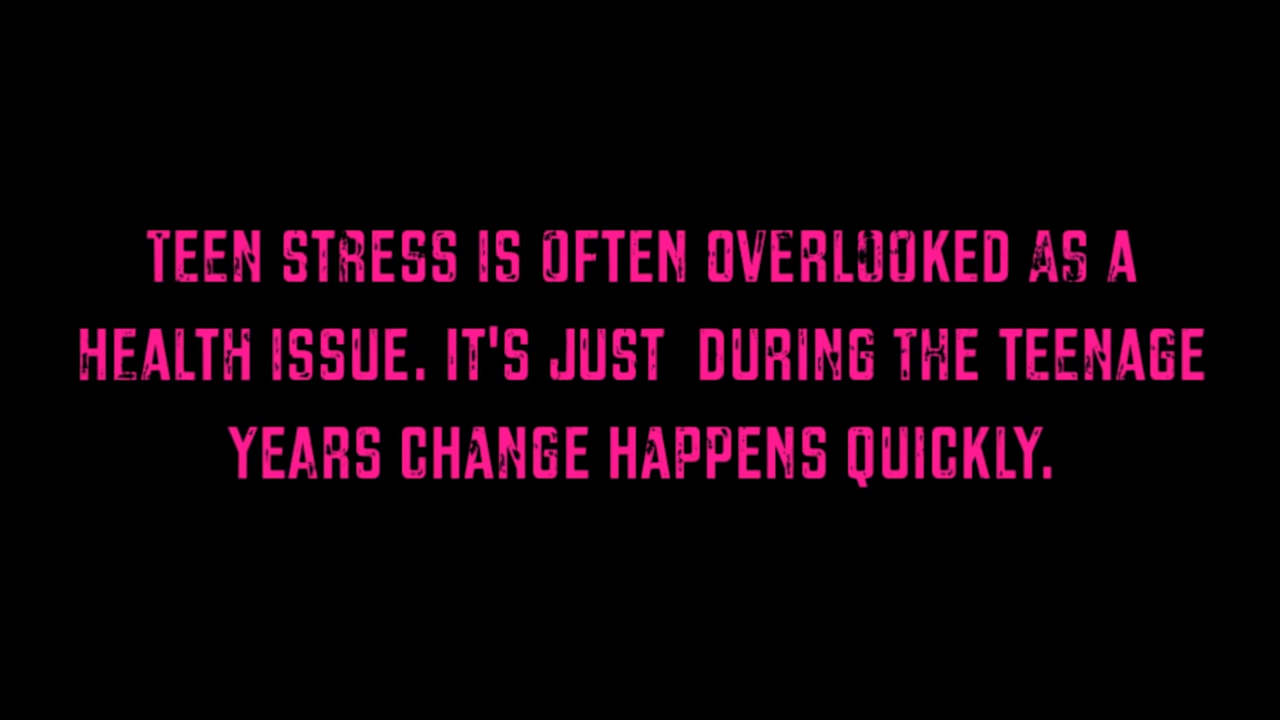 TEEN STRESS IS OFTEN OVERLOOKED AS A
HEALTH ISSUE. IT'S JUST DURING THE TEENAGE
YEARS CHANGE HAPPENS QUICKLY.